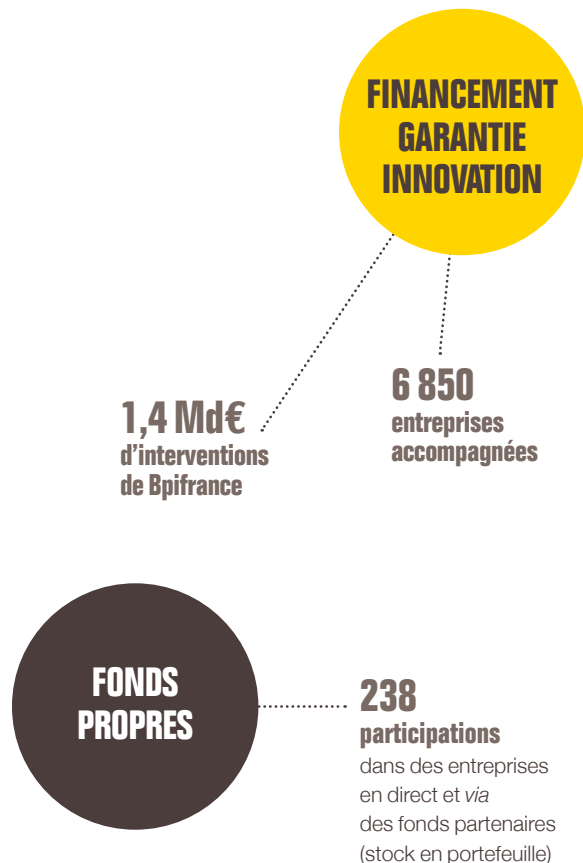 FINANCEMENT
GARANTIE
INNOVATION
1,4 Md€
d'interventions
de Bpifrance
6 850
entreprises
accompagnées
FONDS
PROPRES
238
participations
dans des entreprises
en direct et via
des fonds partenaires
(stock en portefeuille)